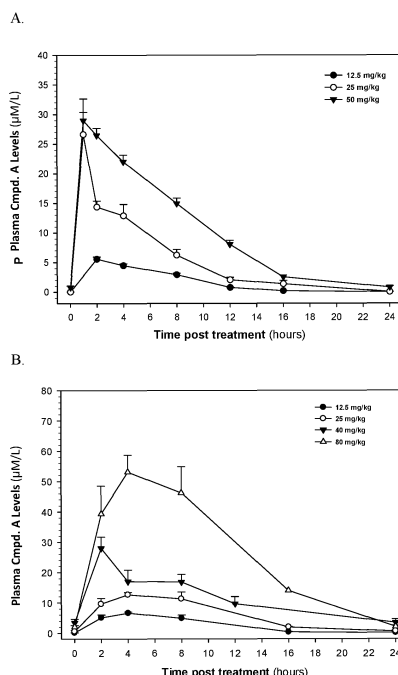 A.
40
35
30
25
20
15
10
5
0
p Plasma Cmpd. A Levels (µM/L)
12.5 mg/kg
25 mg/kg
50 mg/kg
0 2 4 6 8 10 12 14 16 18 20 22 24
Time post treatment (hours)
B.
80
70
60
50
40
30
20
10
0
Plasma Cmpd. A Levels (µM/L)
12.5 mg/kg
25 mg/kg
40 mg/kg
80 mg/kg
0 2 4 6 8 10 12 14 16 18 20 22 24
Time post treatment (hours)